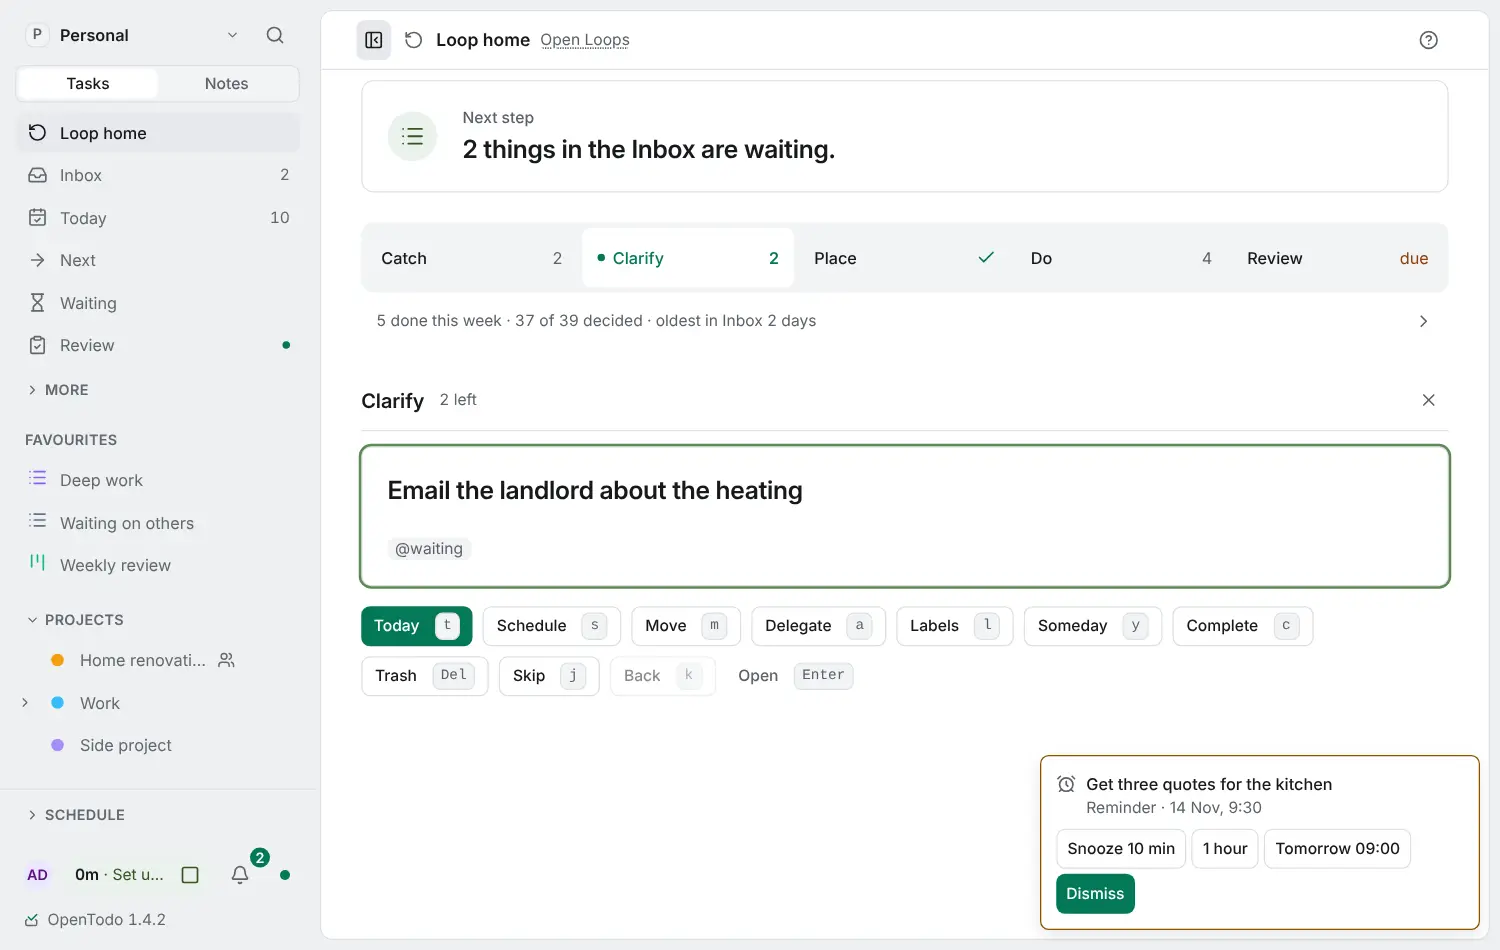 P Personal
Tasks Notes
Loop home
Inbox 2
Today 10
Next
Waiting
Review
MORE
FAVOURITES
Deep work
Waiting on others
Weekly review
PROJECTS
Home renovati...
Work
Side project
SCHEDULE
AD 0m · Set u... 2
OpenTodo 1.4.2
Loop home Open Loops
Next step
2 things in the Inbox are waiting.
Catch 2 Clarify 2 Place Do 4 Review due
5 done this week · 37 of 39 decided · oldest in Inbox 2 days
Clarify 2 left
Email the landlord about the heating
@waiting
Today t Schedule s Move m Delegate a Labels l Someday y Complete c
Trash Del Skip j Back k Open Enter
Get three quotes for the kitchen
Reminder · 14 Nov, 9:30
Snooze 10 min 1 hour Tomorrow 09:00
Dismiss